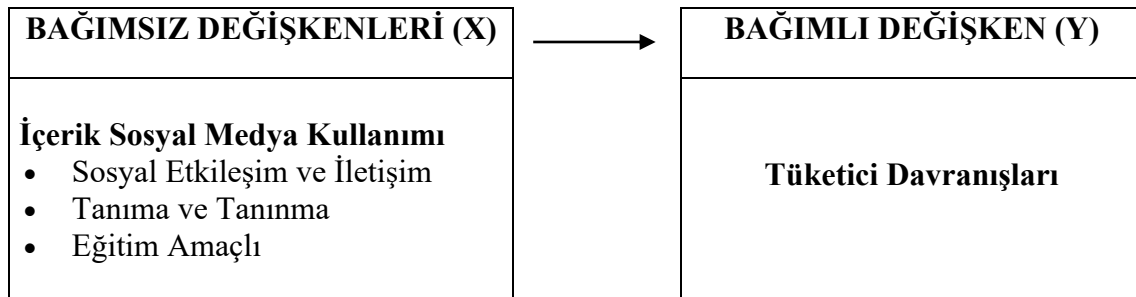 BAĞIMSIZ DEĞİŞKENLERİ (X)
BAĞIMLI DEĞİŞKEN (Y)
İçerik Sosyal Medya Kullanımı
• Sosyal Etkileşim ve İletişim
• Tanıma ve Tanınma
• Eğitim Amaçlı
Tüketici Davranışları